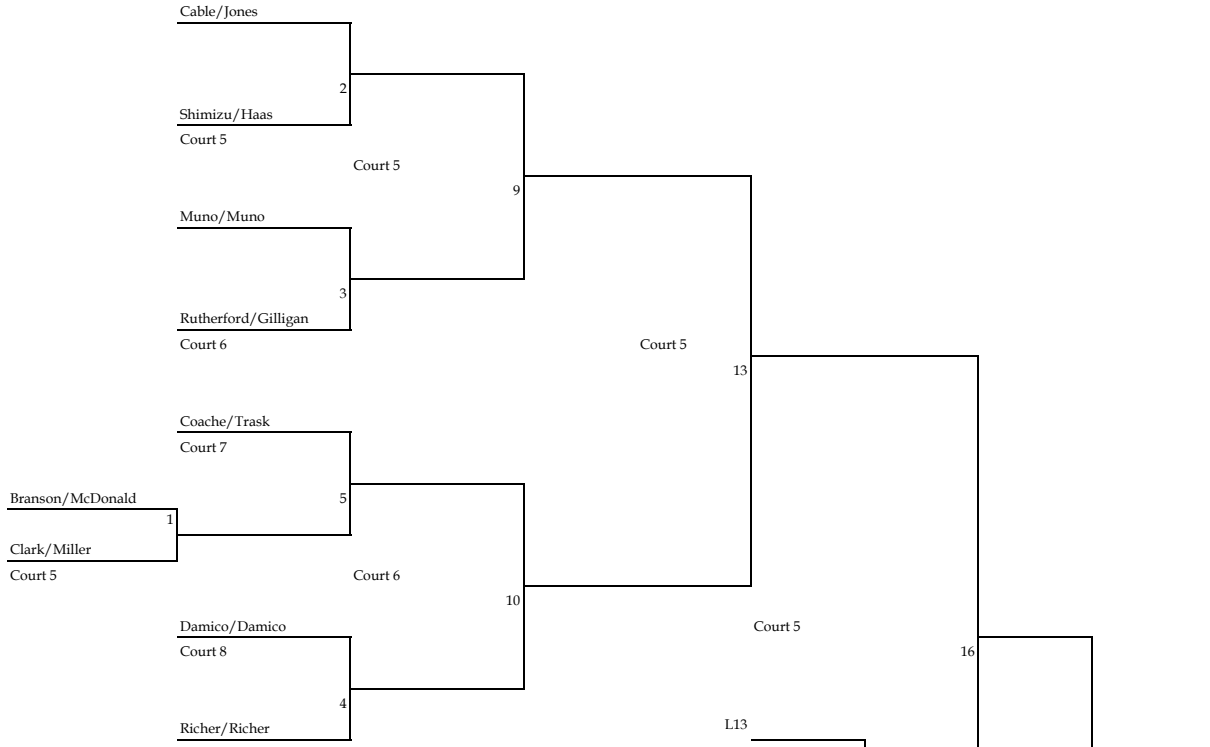 Cable/Jones
2
Shimizu/Haas
Court 5
Court 5
9
Muno/Muno
3
Rutherford/Gilligan
Court 6
Court 5
13
Coache/Trask
Court 7
Branson/McDonald
5
1
Clark/Miller
Court 5
Court 6
10
Damico/Damico
Court 5
Court 8
16
4
Richer/Richer
L13